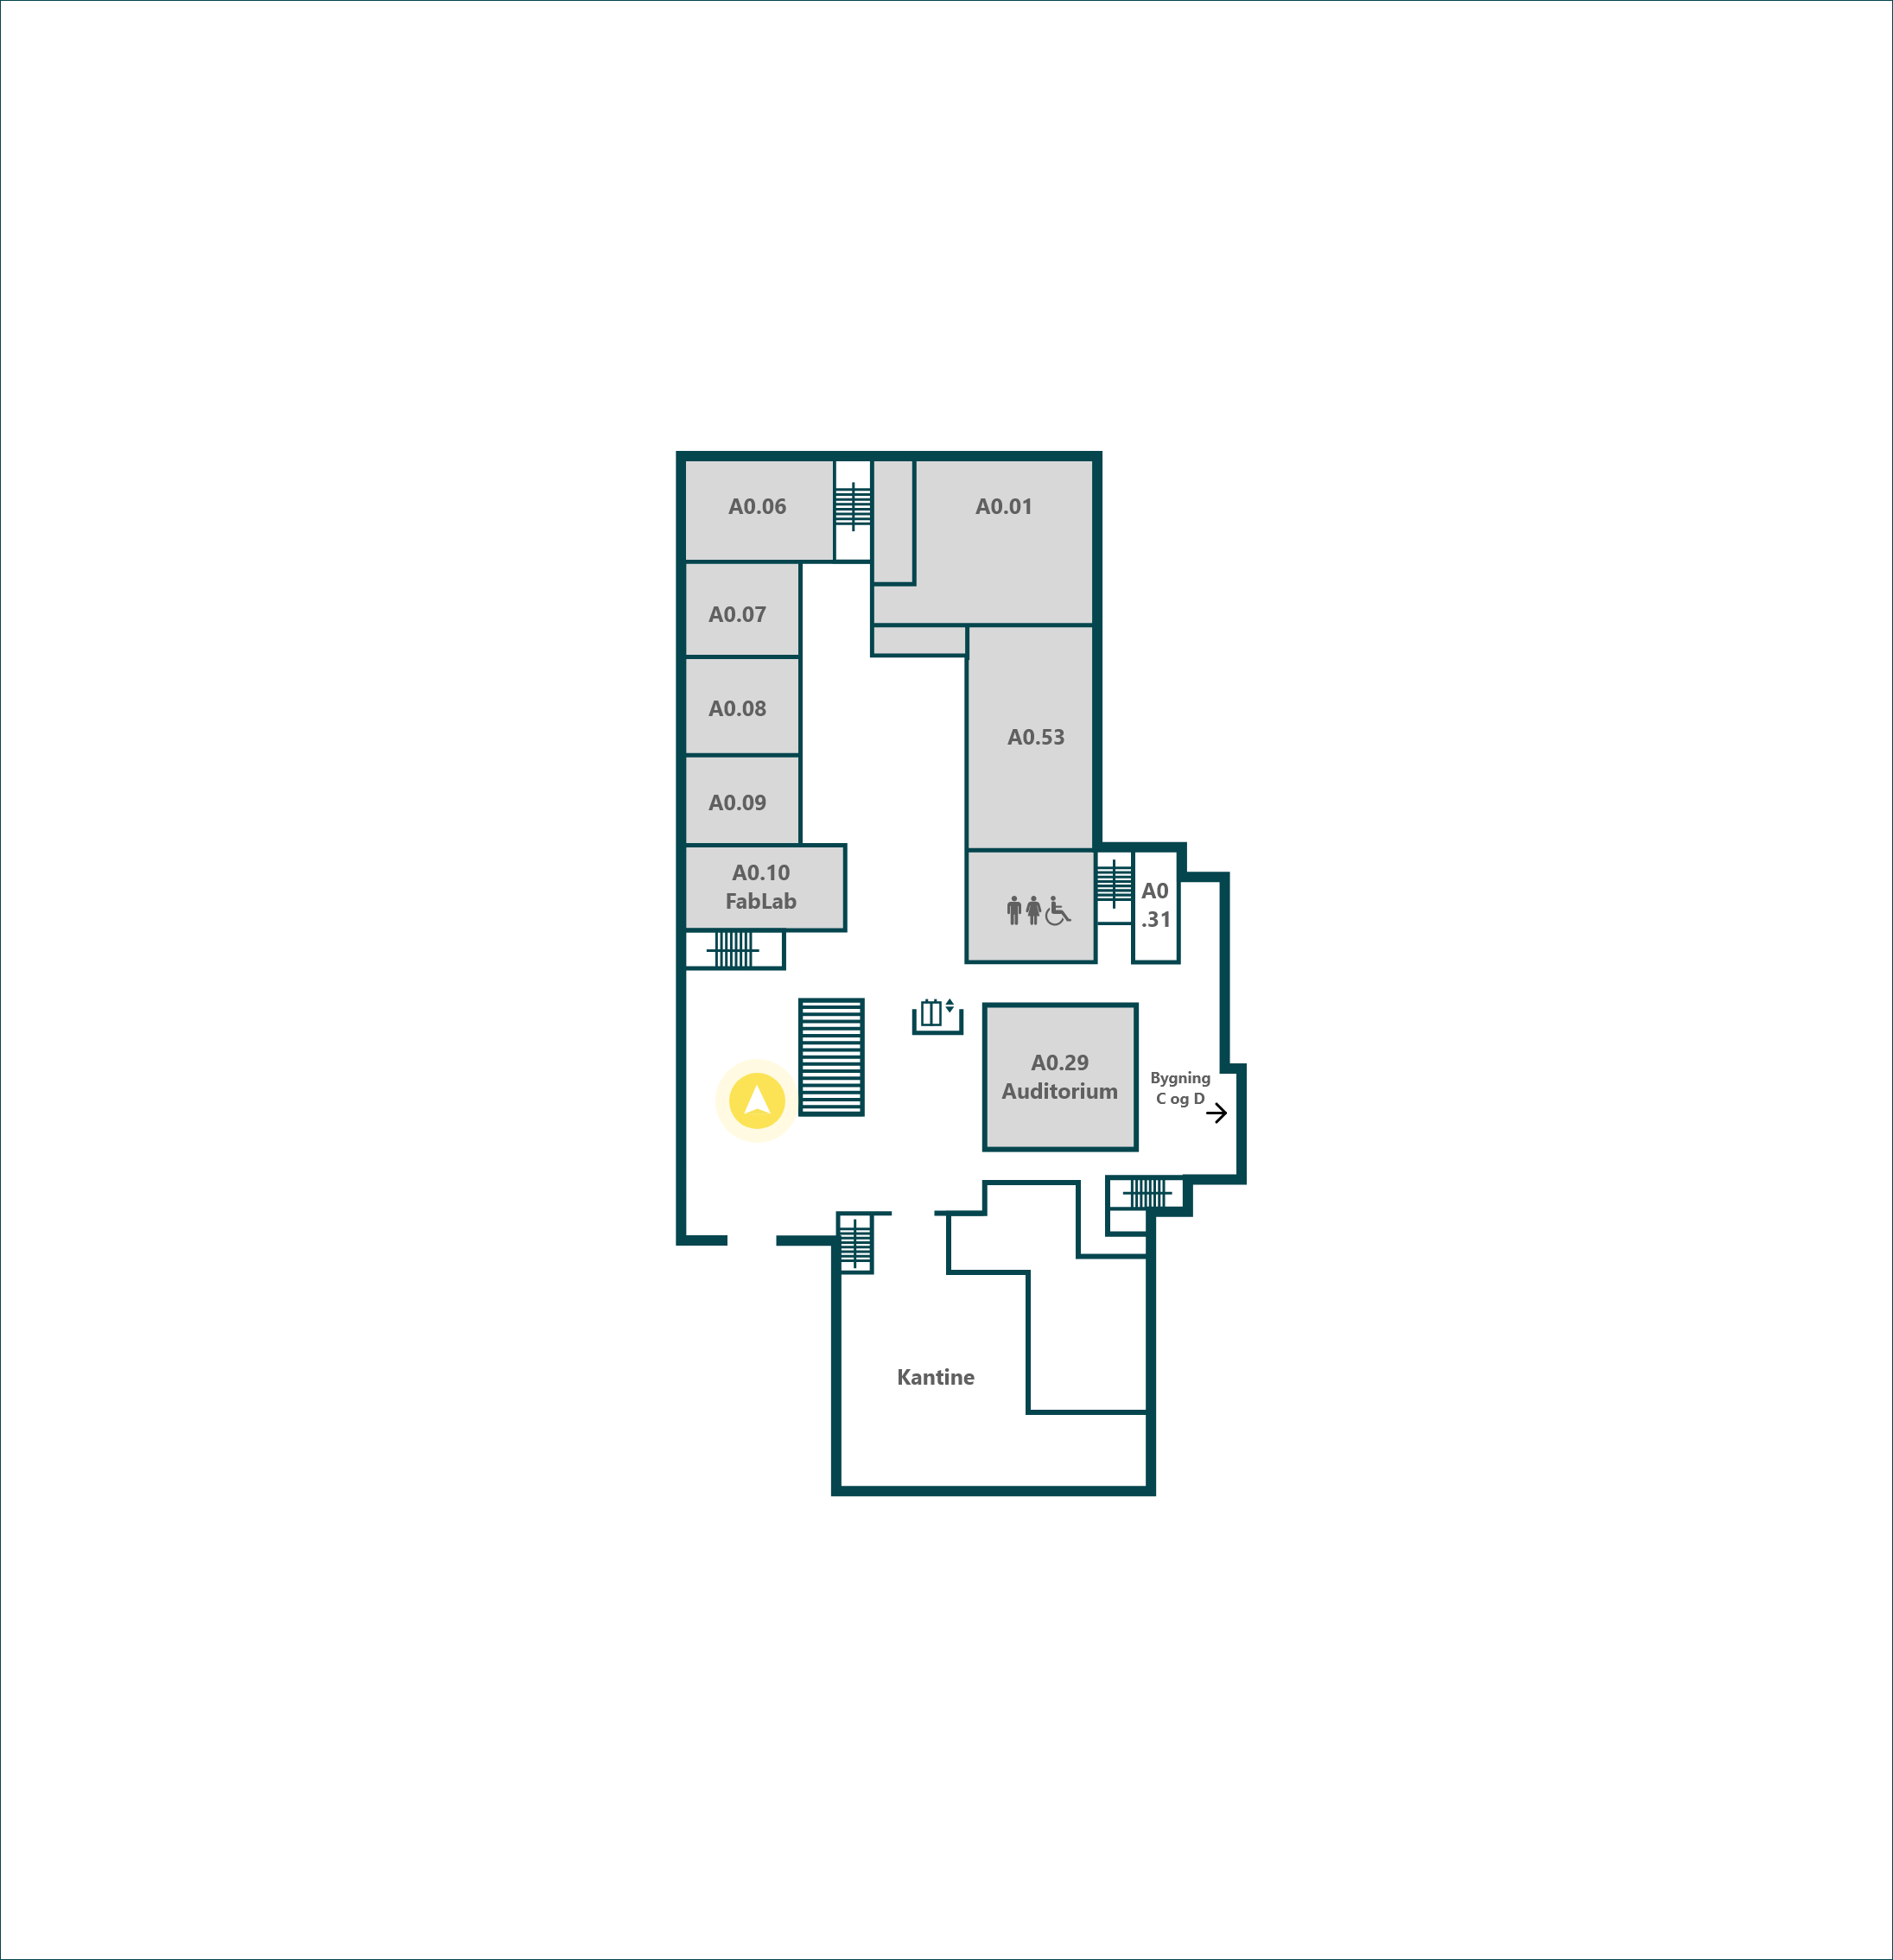 A0.06
A0.01
A0.07
A0.08
A0.53
A0.09
A0.10
FabLab
A0
.31
A0.29
Auditorium
Bygning
C og D
Kantine